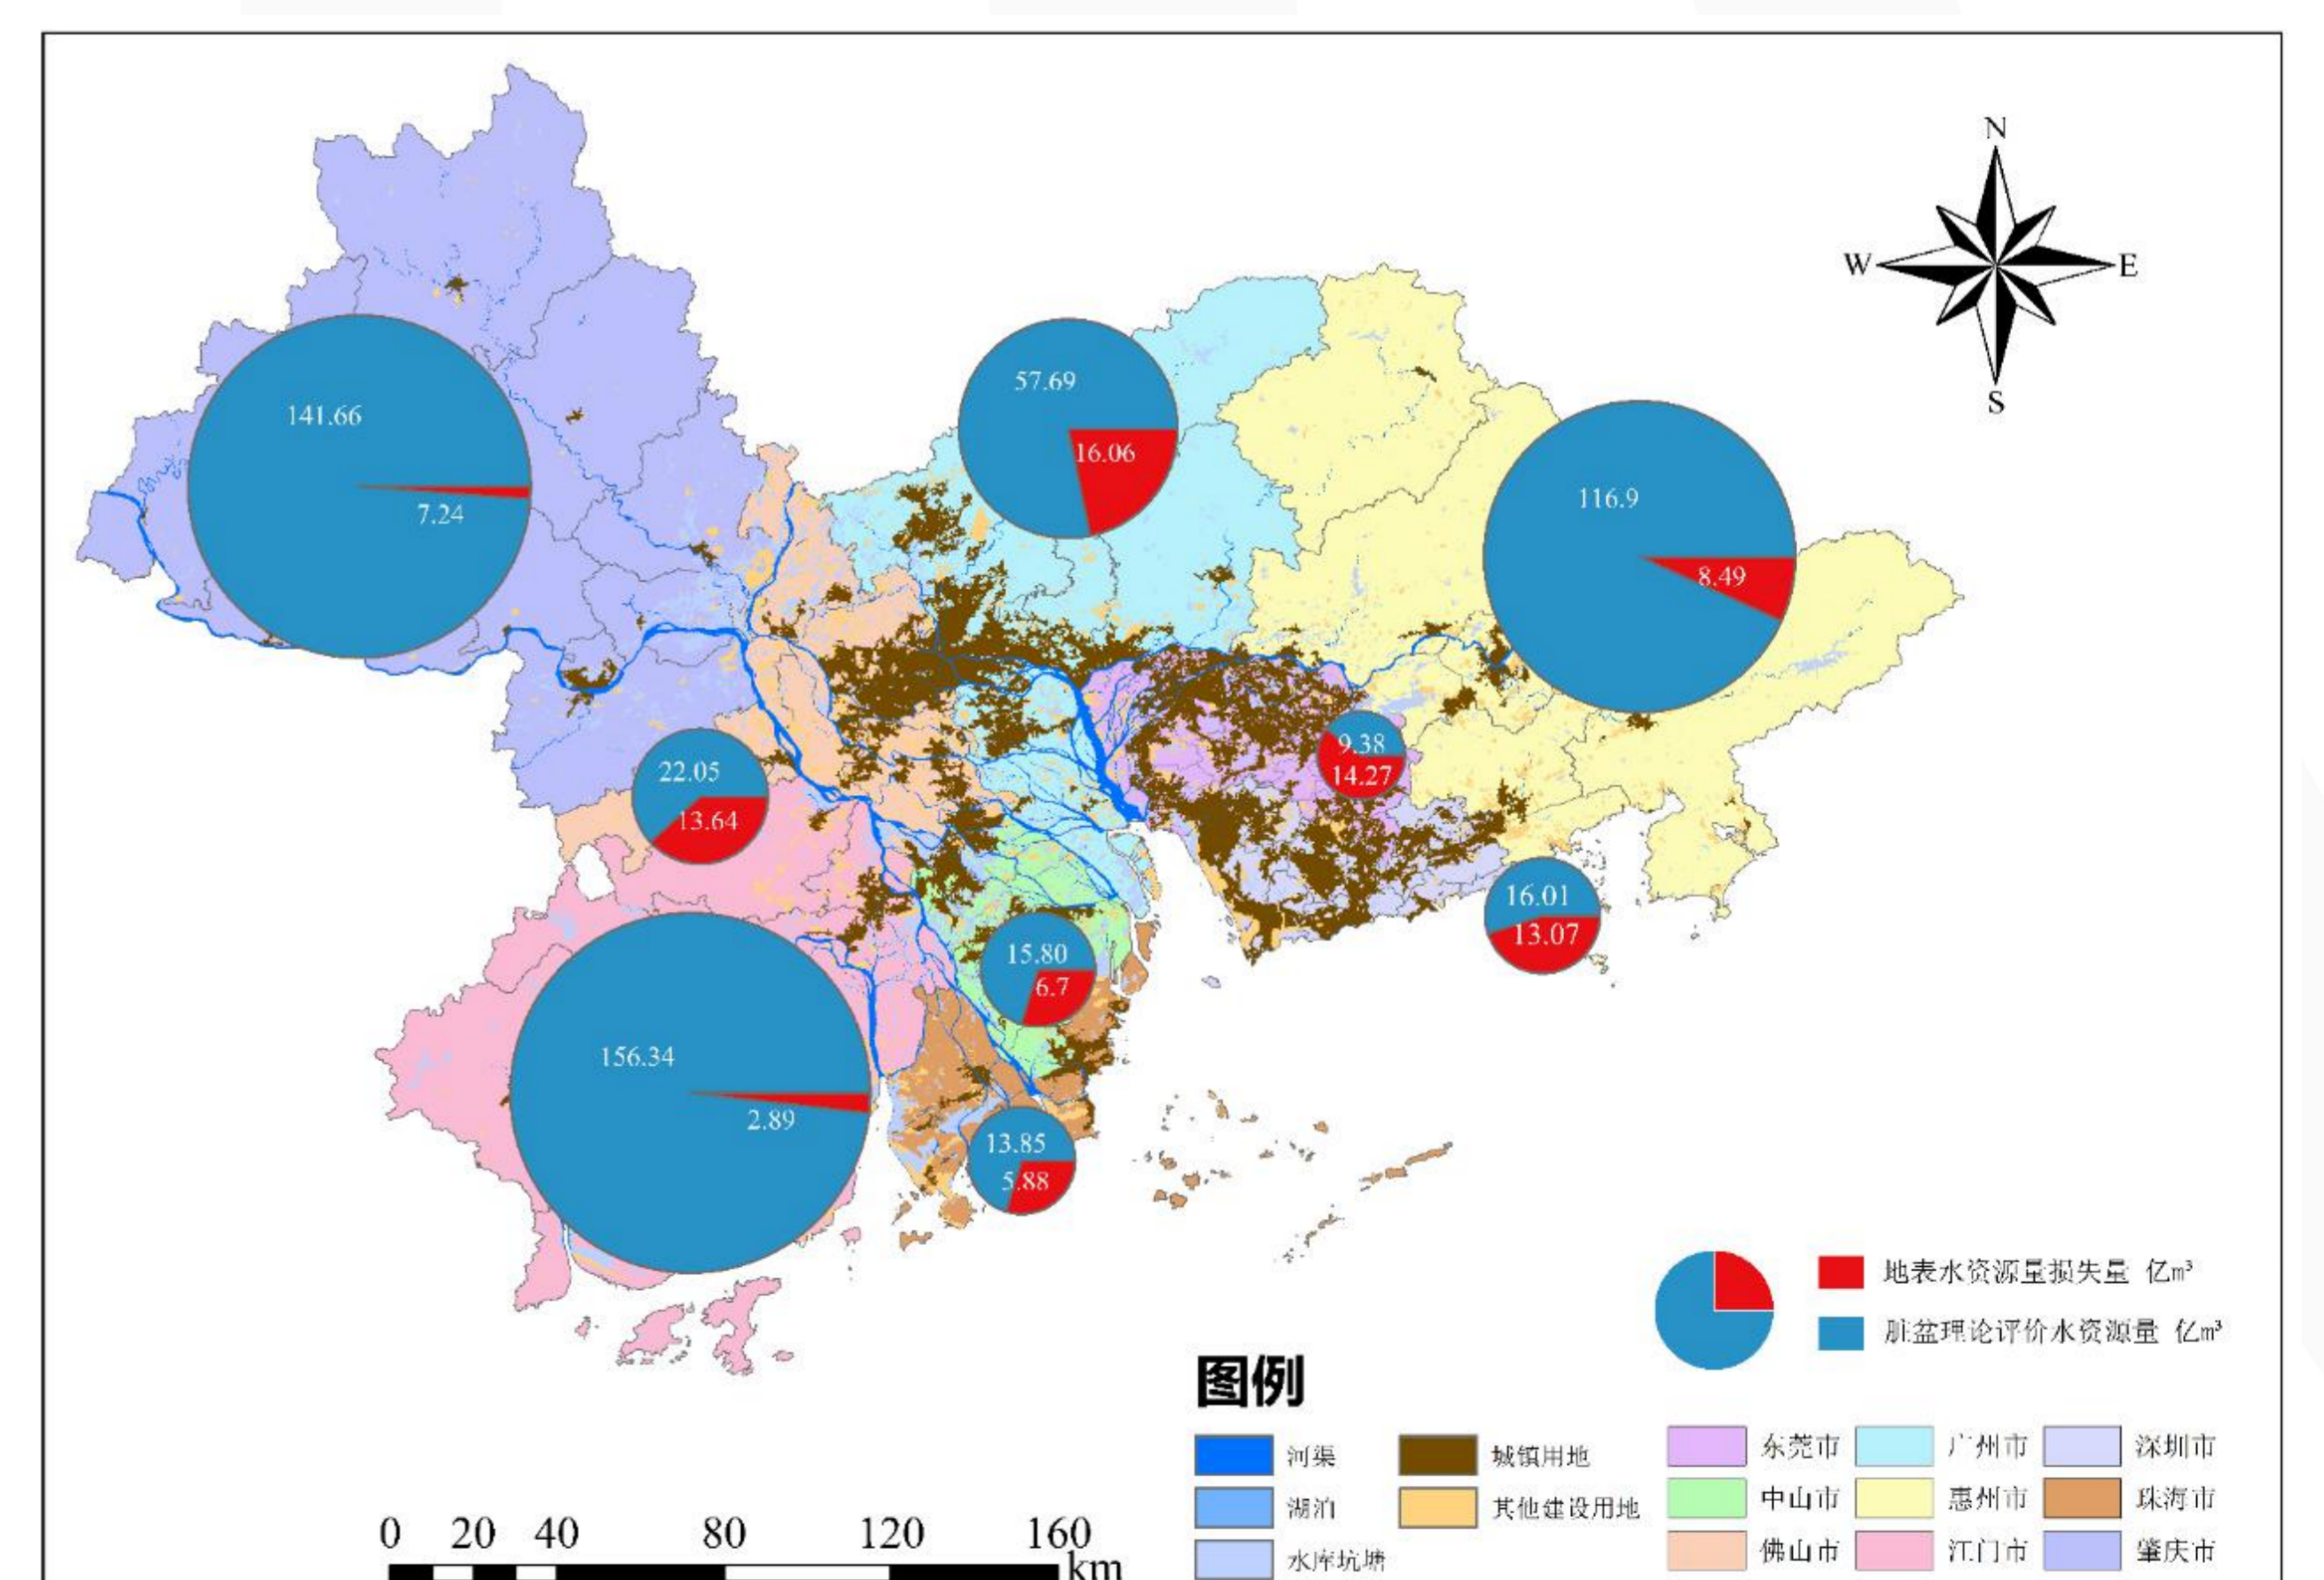 N
W
E
S
141.66
7.24
57.69
16.06
116.9
8.49
9.38
14.27
22.05
13.64
16.01
13.07
15.80
6.7
156.34
2.89
13.85
5.88
地表水资源量损失量 亿m³
脏盆理论评价水资源量 亿m³
图例
河渠
湖泊
水库坑塘
城镇用地
其他建设用地
东莞市
广州市
深圳市
中山市
惠州市
珠海市
佛山市
江门市
肇庆市
0 20 40 80 120 160
km